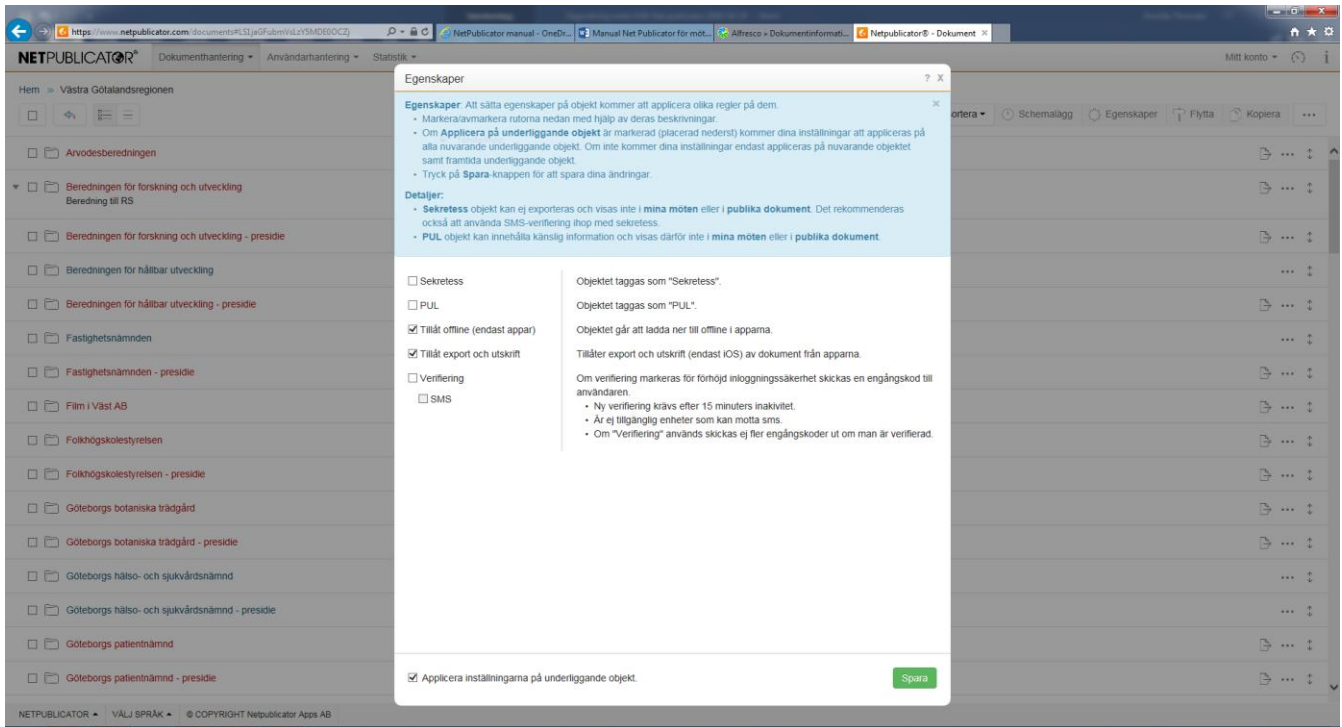 https://www.netpublicator.com/documents#LS1jaGFubmVsLzY5MDE0OCZj
NetPublicator manual - OneDr...
Manual Net Publicator för möt...
Alfresco » Dokumentinformati...
Netpublicator® - Dokument
NETPUBLICATOR®
Dokumenthantering
Användarhantering
Statistik
Mitt konto
Hem » Västra Götalandsregionen
ortera
Schemalägg
Egenskaper
Flytta
Kopiera
Arvodesberedningen
Beredningen för forskning och utveckling
Beredning till RS
Beredningen för forskning och utveckling - presidie
Beredningen för hållbar utveckling
Beredningen för hållbar utveckling - presidie
Fastighetsnämnden
Fastighetsnämnden - presidie
Film i Väst AB
Folkhögskolestyrelsen
Folkhögskolestyrelsen - presidie
Göteborgs botaniska trädgård
Göteborgs botaniska trädgård - presidie
Göteborgs hälso- och sjukvårdsnämnd
Göteborgs hälso- och sjukvårdsnämnd - presidie
Göteborgs patientnämnd
Göteborgs patientnämnd - presidie
Egenskaper ? X
Egenskaper: Att sätta egenskaper på objekt kommer att applicera olika regler på dem.
• Markera/avmarkera rutorna nedan med hjälp av deras beskrivningar.
• Om Applicera på underliggande objekt är markerad (placerad nederst) kommer dina inställningar att appliceras på
alla nuvarande underliggande objekt. Om inte kommer dina inställningar endast appliceras på nuvarande objektet
samt framtida underliggande objekt.
• Tryck på Spara-knappen för att spara dina ändringar.
Detaljer:
• Sekretess objekt kan ej exporteras och visas inte i mina möten eller i publika dokument. Det rekommenderas
också att använda SMS-verifiering ihop med sekretess.
• PUL objekt kan innehålla känslig information och visas därför inte i mina möten eller i publika dokument
Sekretess Objektet taggas som "Sekretess".
PUL Objektet taggas som "PUL".
Tillåt offline (endast appar) Objektet går att ladda ner till offline i apparna.
Tillåt export och utskrift Tillåter export och utskrift (endast iOS) av dokument från apparna.
Verifiering Om verifiering markeras för förhöjd inloggningssäkerhet skickas en engångskod till
användaren.
SMS
• Ny verifiering krävs efter 15 minuters inakivitet.
• Är ej tillgänglig enheter som kan motta sms.
• Om "Verifiering" används skickas ej fler engångskoder ut om man är verifierad.
Applicera inställningarna på underliggande objekt.
Spara
NETPUBLICATOR
VÄLJ SPRÅK
© COPYRIGHT Netpublicator Apps AB